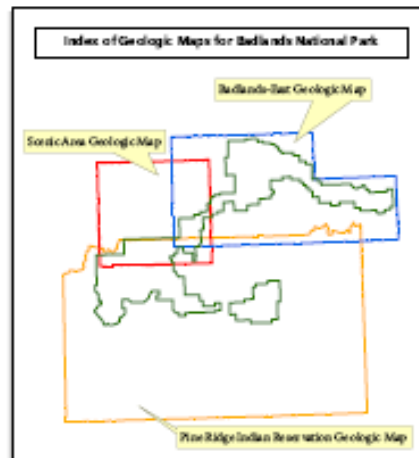 Index of Geologic Maps for Badlands National Park
Badlands-East Geologic Map
Scenic Area Geologic Map
Pine Ridge Indian Reservation Geologic Map